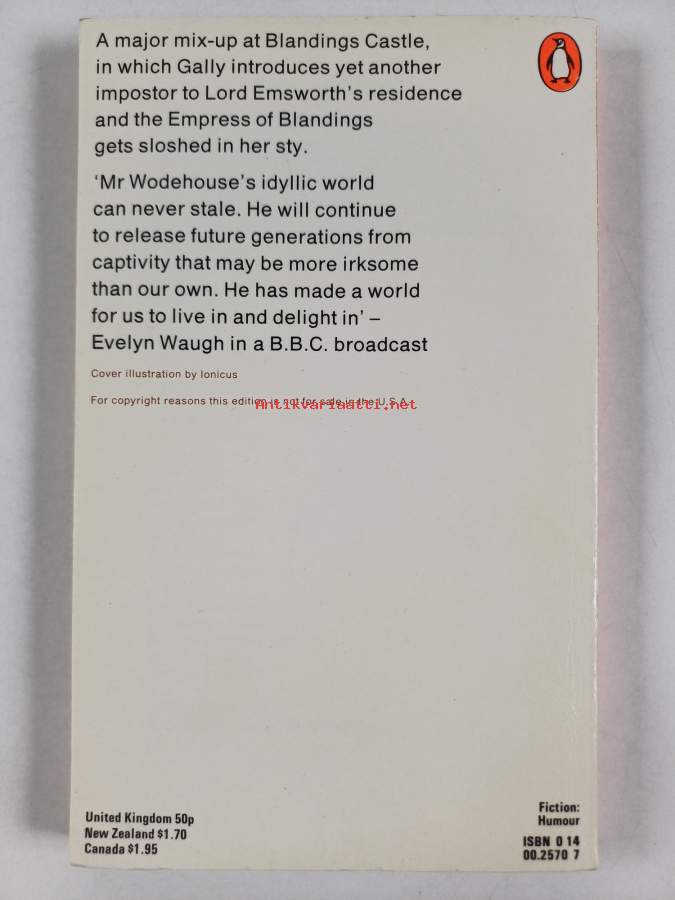 A major mix-up at Blandings Castle,
in which Gally introduces yet another
impostor to Lord Emsworth's residence
and the Empress of Blandings
gets sloshed in her sty.
'Mr Wodehouse's idyllic world
can never stale. He will continue
to release future generations from
captivity that may be more irksome
than our own. He has made a world
for us to live in and delight in' –
Evelyn Waugh in a B.B.C. broadcast
Cover illustration by Ionicus
For copyright reasons this edition is not for sale in the U.S.A.
Antikvariaatti.net
United Kingdom 50p
New Zealand $1.70
Canada $1.95
Fiction:
Humour
ISBN 0 14
00.2570 7